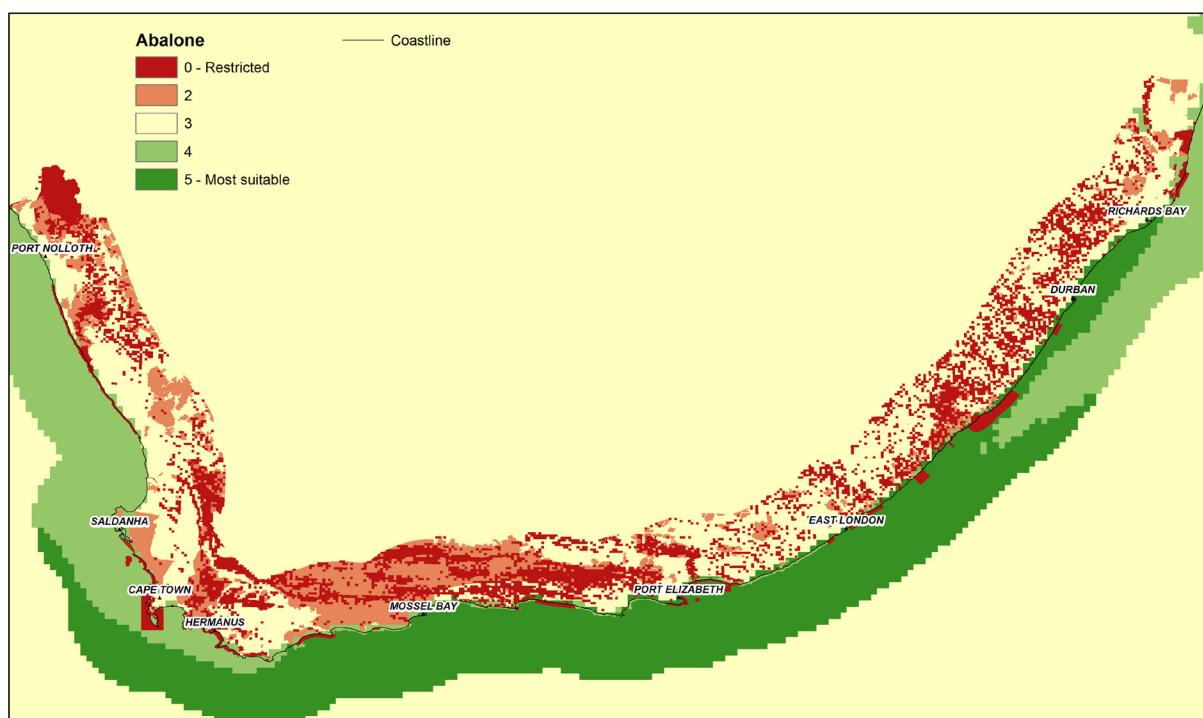 Abalone
Coastline
0 - Restricted
2
3
4
5 - Most suitable
RICHARDS BAY
PORT NOLLOTH
DURBAN
SALDANHA
EAST LONDON
CAPE TOWN
PORT ELIZABETH
MOSSEL BAY
HERMANUS